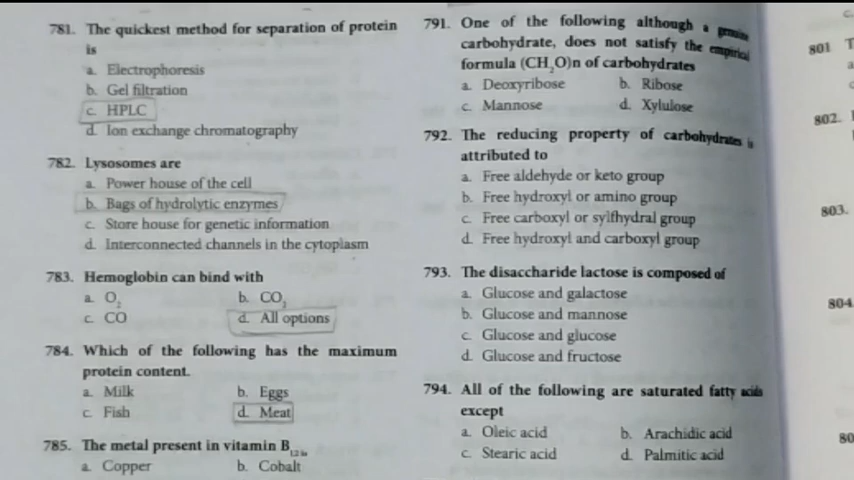 781. The quickest method for separation of protein
is
a. Electrophoresis
b. Gel filtration
c. HPLC
d. Ion exchange chromatography
782. Lysosomes are
a. Power house of the cell
b. Bags of hydrolytic enzymes
c. Store house for genetic information
d. Interconnected channels in the cytoplasm
783. Hemoglobin can bind with
a. O₂ b. CO₂
c. CO d. All options
784. Which of the following has the maximum
protein content.
a. Milk b. Eggs
c. Fish d. Meat
785. The metal present in vitamin B₁₂ is
a. Copper b. Cobalt
791. One of the following although a genuine
carbohydrate, does not satisfy the empirical
formula (CH₂O)n of carbohydrates
a. Deoxyribose b. Ribose
c. Mannose d. Xylulose
792. The reducing property of carbohydrates is
attributed to
a. Free aldehyde or keto group
b. Free hydroxyl or amino group
c. Free carboxyl or sylfhydral group
d. Free hydroxyl and carboxyl group
793. The disaccharide lactose is composed of
a. Glucose and galactose
b. Glucose and mannose
c. Glucose and glucose
d. Glucose and fructose
794. All of the following are saturated fatty acids
except
a. Oleic acid b. Arachidic acid
c. Stearic acid d. Palmitic acid
c.
801 T
a
c
802.
803.
804
80